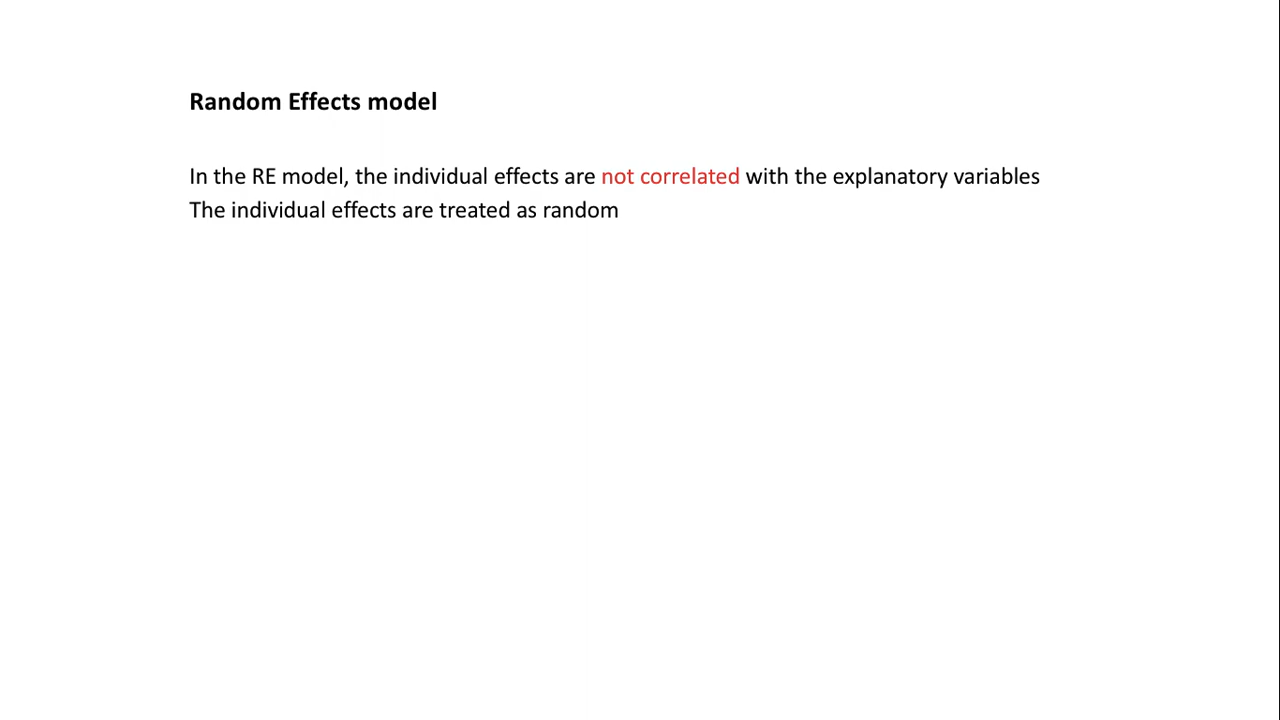 Random Effects model
In the RE model, the individual effects are not correlated with the explanatory variables
The individual effects are treated as random